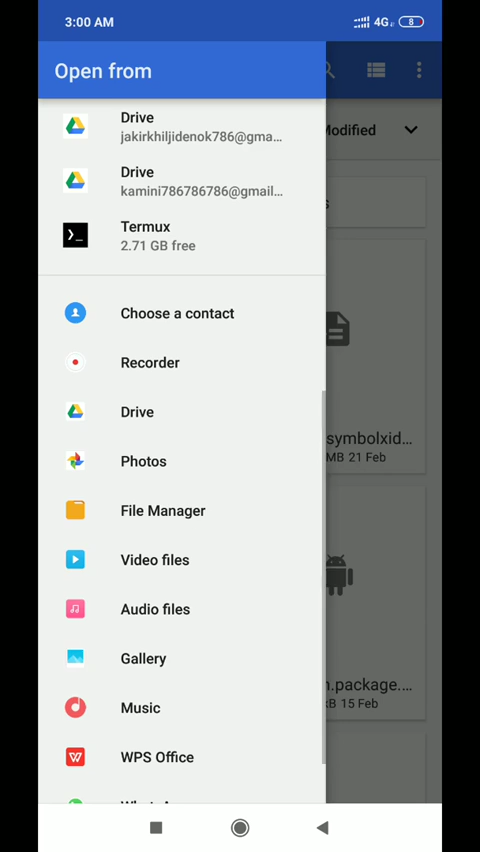 3:00 AM
4G
8
Open from
Modified
Drive
jakirkhiljidenok786@gma...
Drive
kamini786786786@gmail...
Termux
2.71 GB free
Choose a contact
Recorder
Drive
Photos
symbolxid...
MB 21 Feb
File Manager
Video files
Audio files
Gallery
n.package....
kB 15 Feb
Music
WPS Office